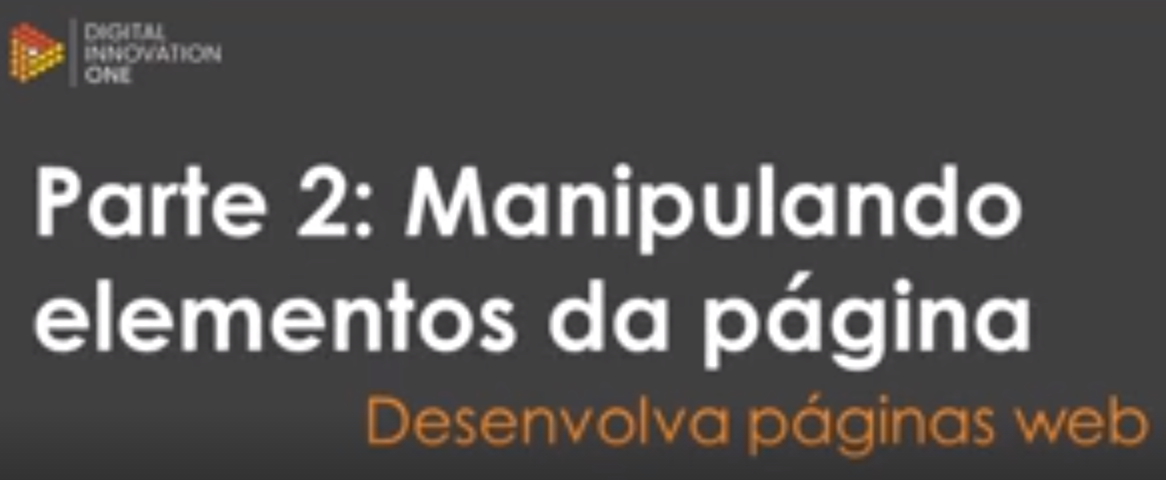 DIGITAL
INNOVATION
ONE
Parte 2: Manipulando
elementos da página
Desenvolva páginas web